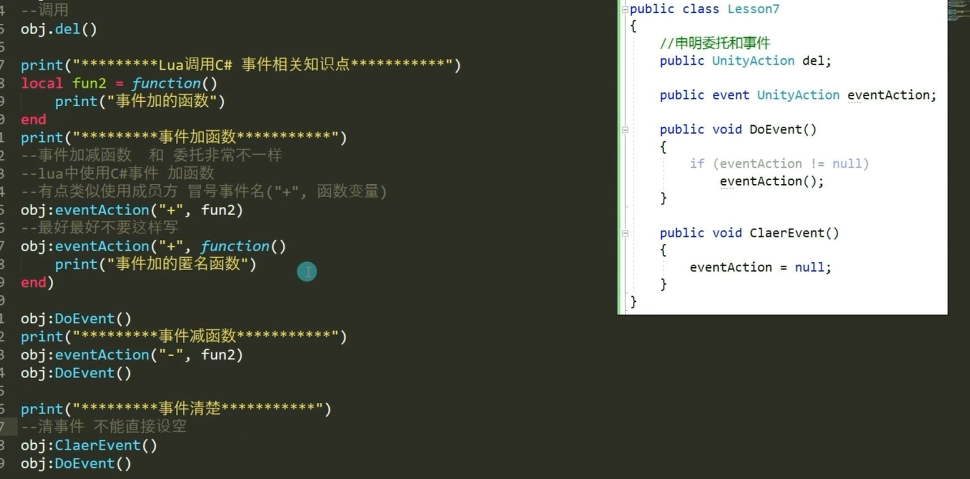 --调用
obj.del()
print("*********Lua调用C# 事件相关知识点***********")
local fun2 = function()
print("事件加的函数")
end
print("*********事件加函数***********")
--事件加减函数 和 委托非常不一样
--lua中使用C#事件 加函数
--有点类似使用成员方 冒号事件名("+", 函数变量)
obj:eventAction("+", fun2)
--最好最好不要这样写
obj:eventAction("+", function()
print("事件加的匿名函数")
end)
obj:DoEvent()
print("*********事件减函数***********")
obj:eventAction("-", fun2)
obj:DoEvent()
print("*********事件清楚***********")
--清事件 不能直接设空
obj:ClaerEvent()
obj:DoEvent()
public class Lesson7
{
//申明委托和事件
public UnityAction del;
public event UnityAction eventAction;
public void DoEvent()
{
if (eventAction != null)
eventAction();
}
public void ClaerEvent()
{
eventAction = null;
}
}